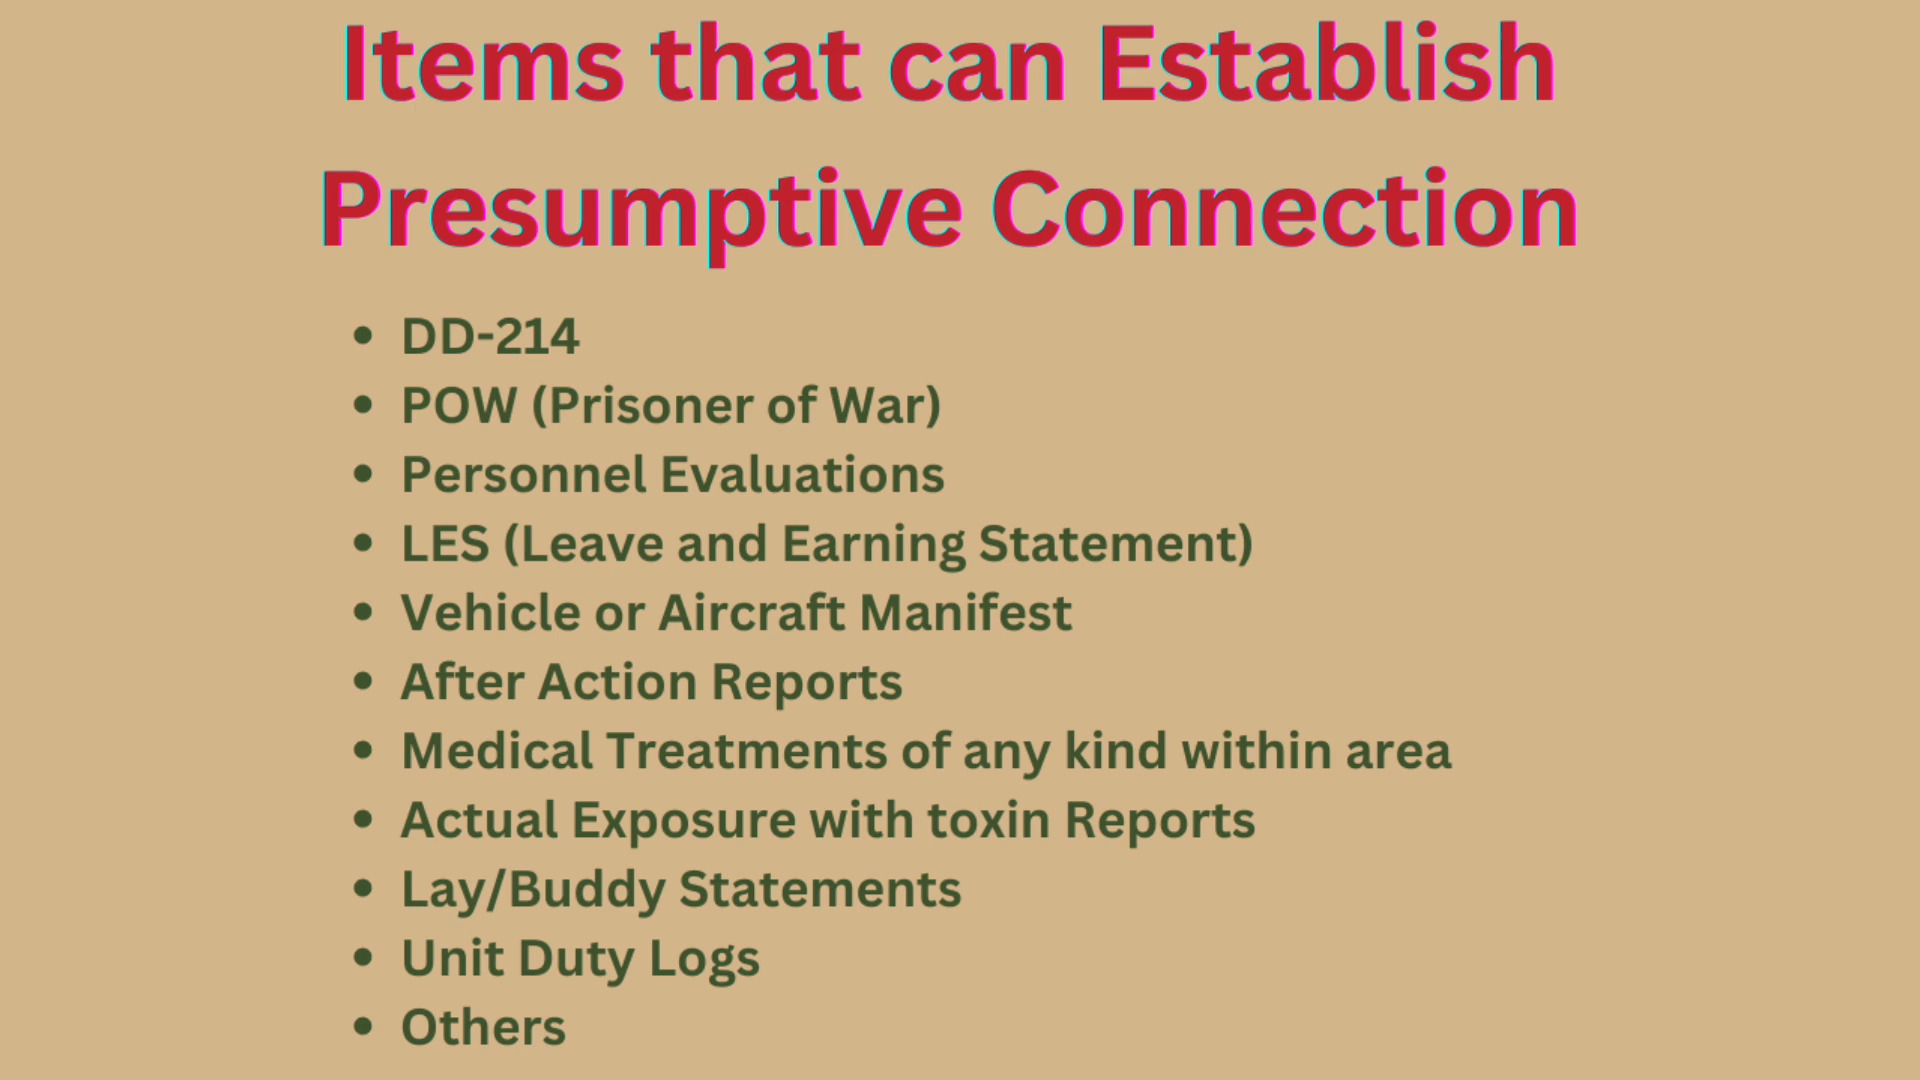 Items that can Establish
Presumptive Connection
• DD-214
• POW (Prisoner of War)
• Personnel Evaluations
• LES (Leave and Earning Statement)
• Vehicle or Aircraft Manifest
• After Action Reports
• Medical Treatments of any kind within area
• Actual Exposure with toxin Reports
• Lay/Buddy Statements
• Unit Duty Logs
• Others